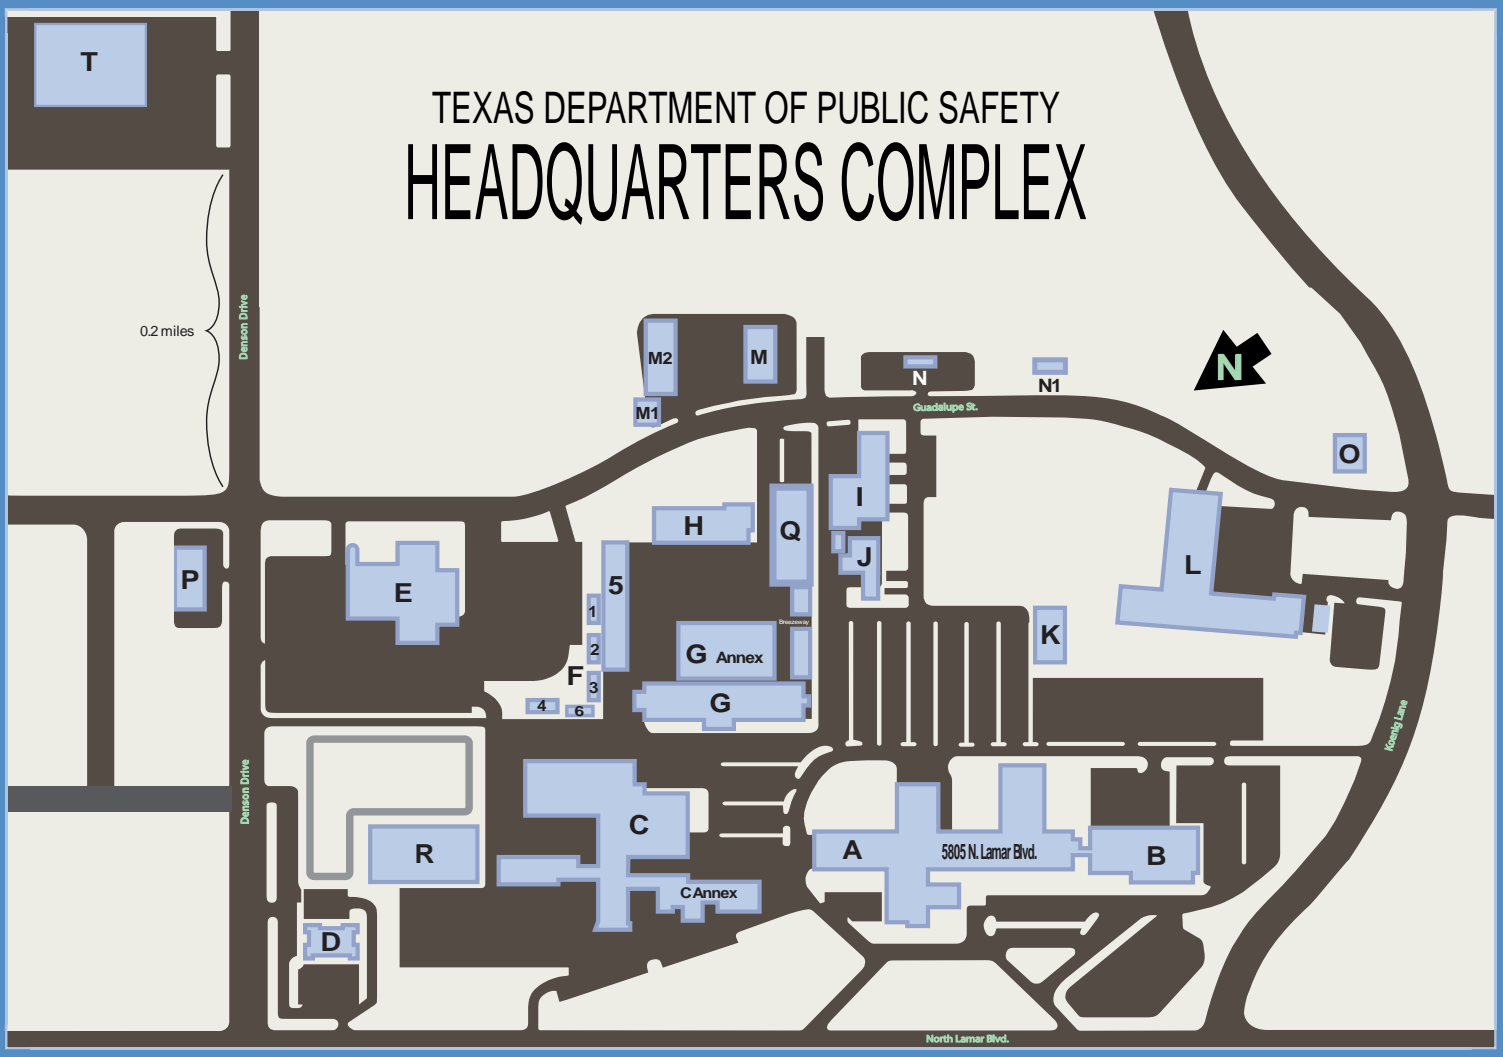 T
TEXAS DEPARTMENT OF PUBLIC SAFETY
HEADQUARTERS COMPLEX
Denson Drive
0.2 miles
M2
M
N
N1
N
M1
Guadalupe St.
O
I
H
Q
J
L
P
E
5
1
2
3
F
4
6
Breezeway
G Annex
G
K
Koenig Lane
Denson Drive
R
C
C Annex
A
5805 N. Lamar Blvd.
B
D
North Lamar Blvd.